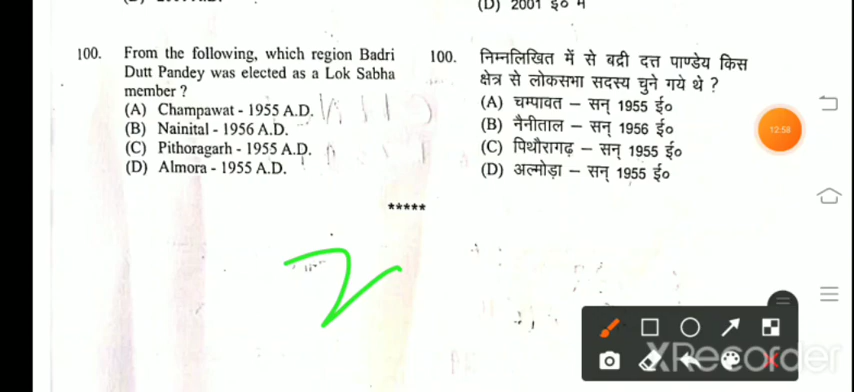 (D) 2001 ई० में
100. From the following, which region Badri
Dutt Pandey was elected as a Lok Sabha
member ?
(A) Champawat - 1955 A.D.
(B) Nainital - 1956 A.D.
(C) Pithoragarh - 1955 A.D.
(D) Almora - 1955 A.D.
100. निम्नलिखित में से बद्री दत्त पाण्डेय किस
क्षेत्र से लोकसभा सदस्य चुने गये थे ?
(A) चम्पावत – सन् 1955 ई०
(B) नैनीताल – सन् 1956 ई०
(C) पिथौरागढ़ – सन् 1955 ई०
(D) अल्मोड़ा – सन् 1955 ई०
*****
12:58
XRecorder